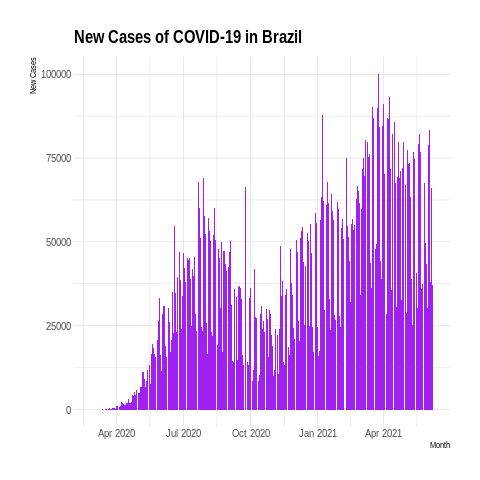 New Cases of COVID-19 in Brazil
New Cases
100000
75000
50000
25000
0
Apr 2020 Jul 2020 Oct 2020 Jan 2021 Apr 2021
Month